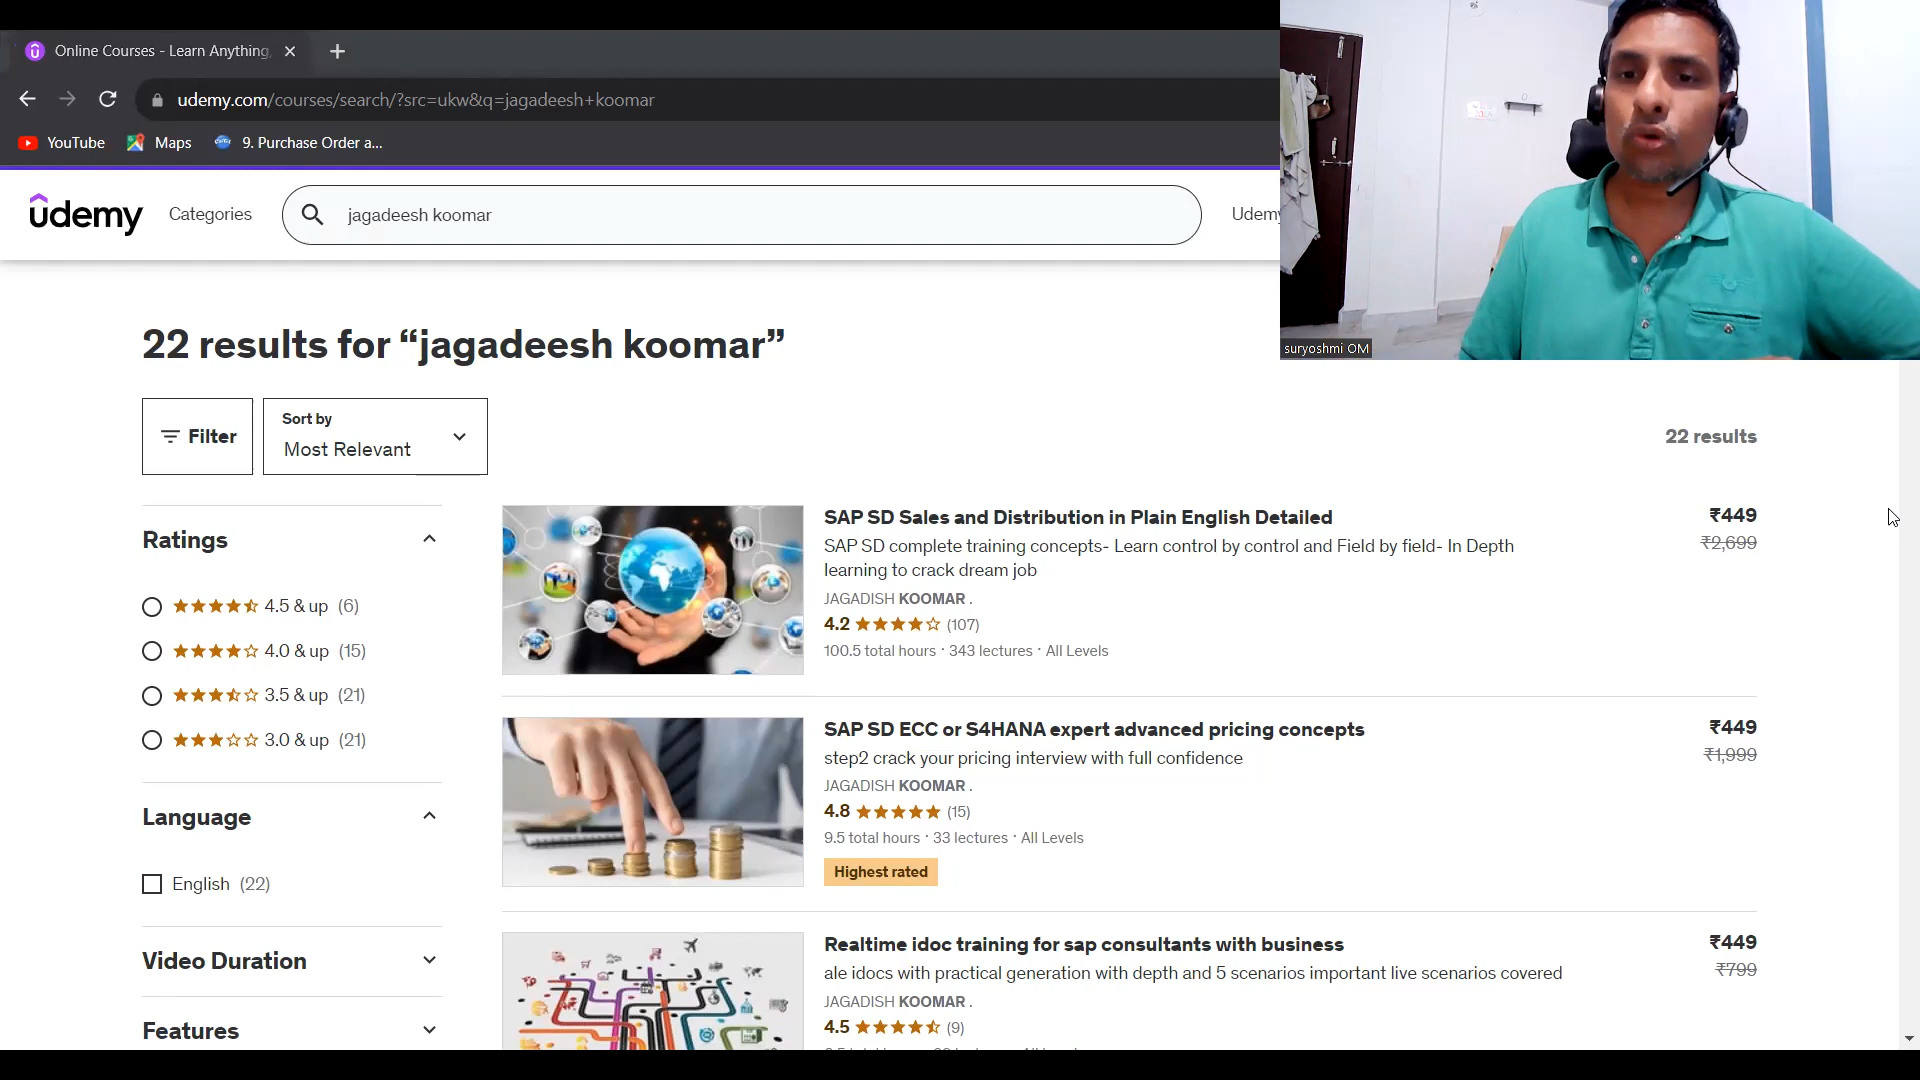 Online Courses - Learn Anything,
udemy.com/courses/search/?src=ukw&q=jagadeesh+koomar
YouTube
Maps
9. Purchase Order a...
udemy
Categories
jagadeesh koomar
Udemy
suryoshmi OM
22 results for “jagadeesh koomar”
Filter
Sort by
Most Relevant
22 results
Ratings
4.5 & up (6)
4.0 & up (15)
3.5 & up (21)
3.0 & up (21)
Language
English (22)
Video Duration
Features
SAP SD Sales and Distribution in Plain English Detailed
₹449
SAP SD complete training concepts- Learn control by control and Field by field- In Depth
₹2,699
learning to crack dream job
JAGADISH KOOMAR .
4.2 (107)
100.5 total hours · 343 lectures · All Levels
SAP SD ECC or S4HANA expert advanced pricing concepts
₹449
step2 crack your pricing interview with full confidence
₹1,999
JAGADISH KOOMAR .
4.8 (15)
9.5 total hours · 33 lectures · All Levels
Highest rated
Realtime idoc training for sap consultants with business
₹449
ale idocs with practical generation with depth and 5 scenarios important live scenarios covered
₹799
JAGADISH KOOMAR .
4.5 (9)